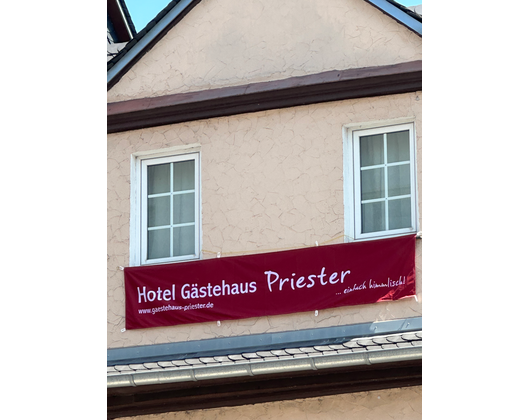 Hotel Gästehaus Priester
www.gaestehaus-priester.de
... einfach himmlisch!